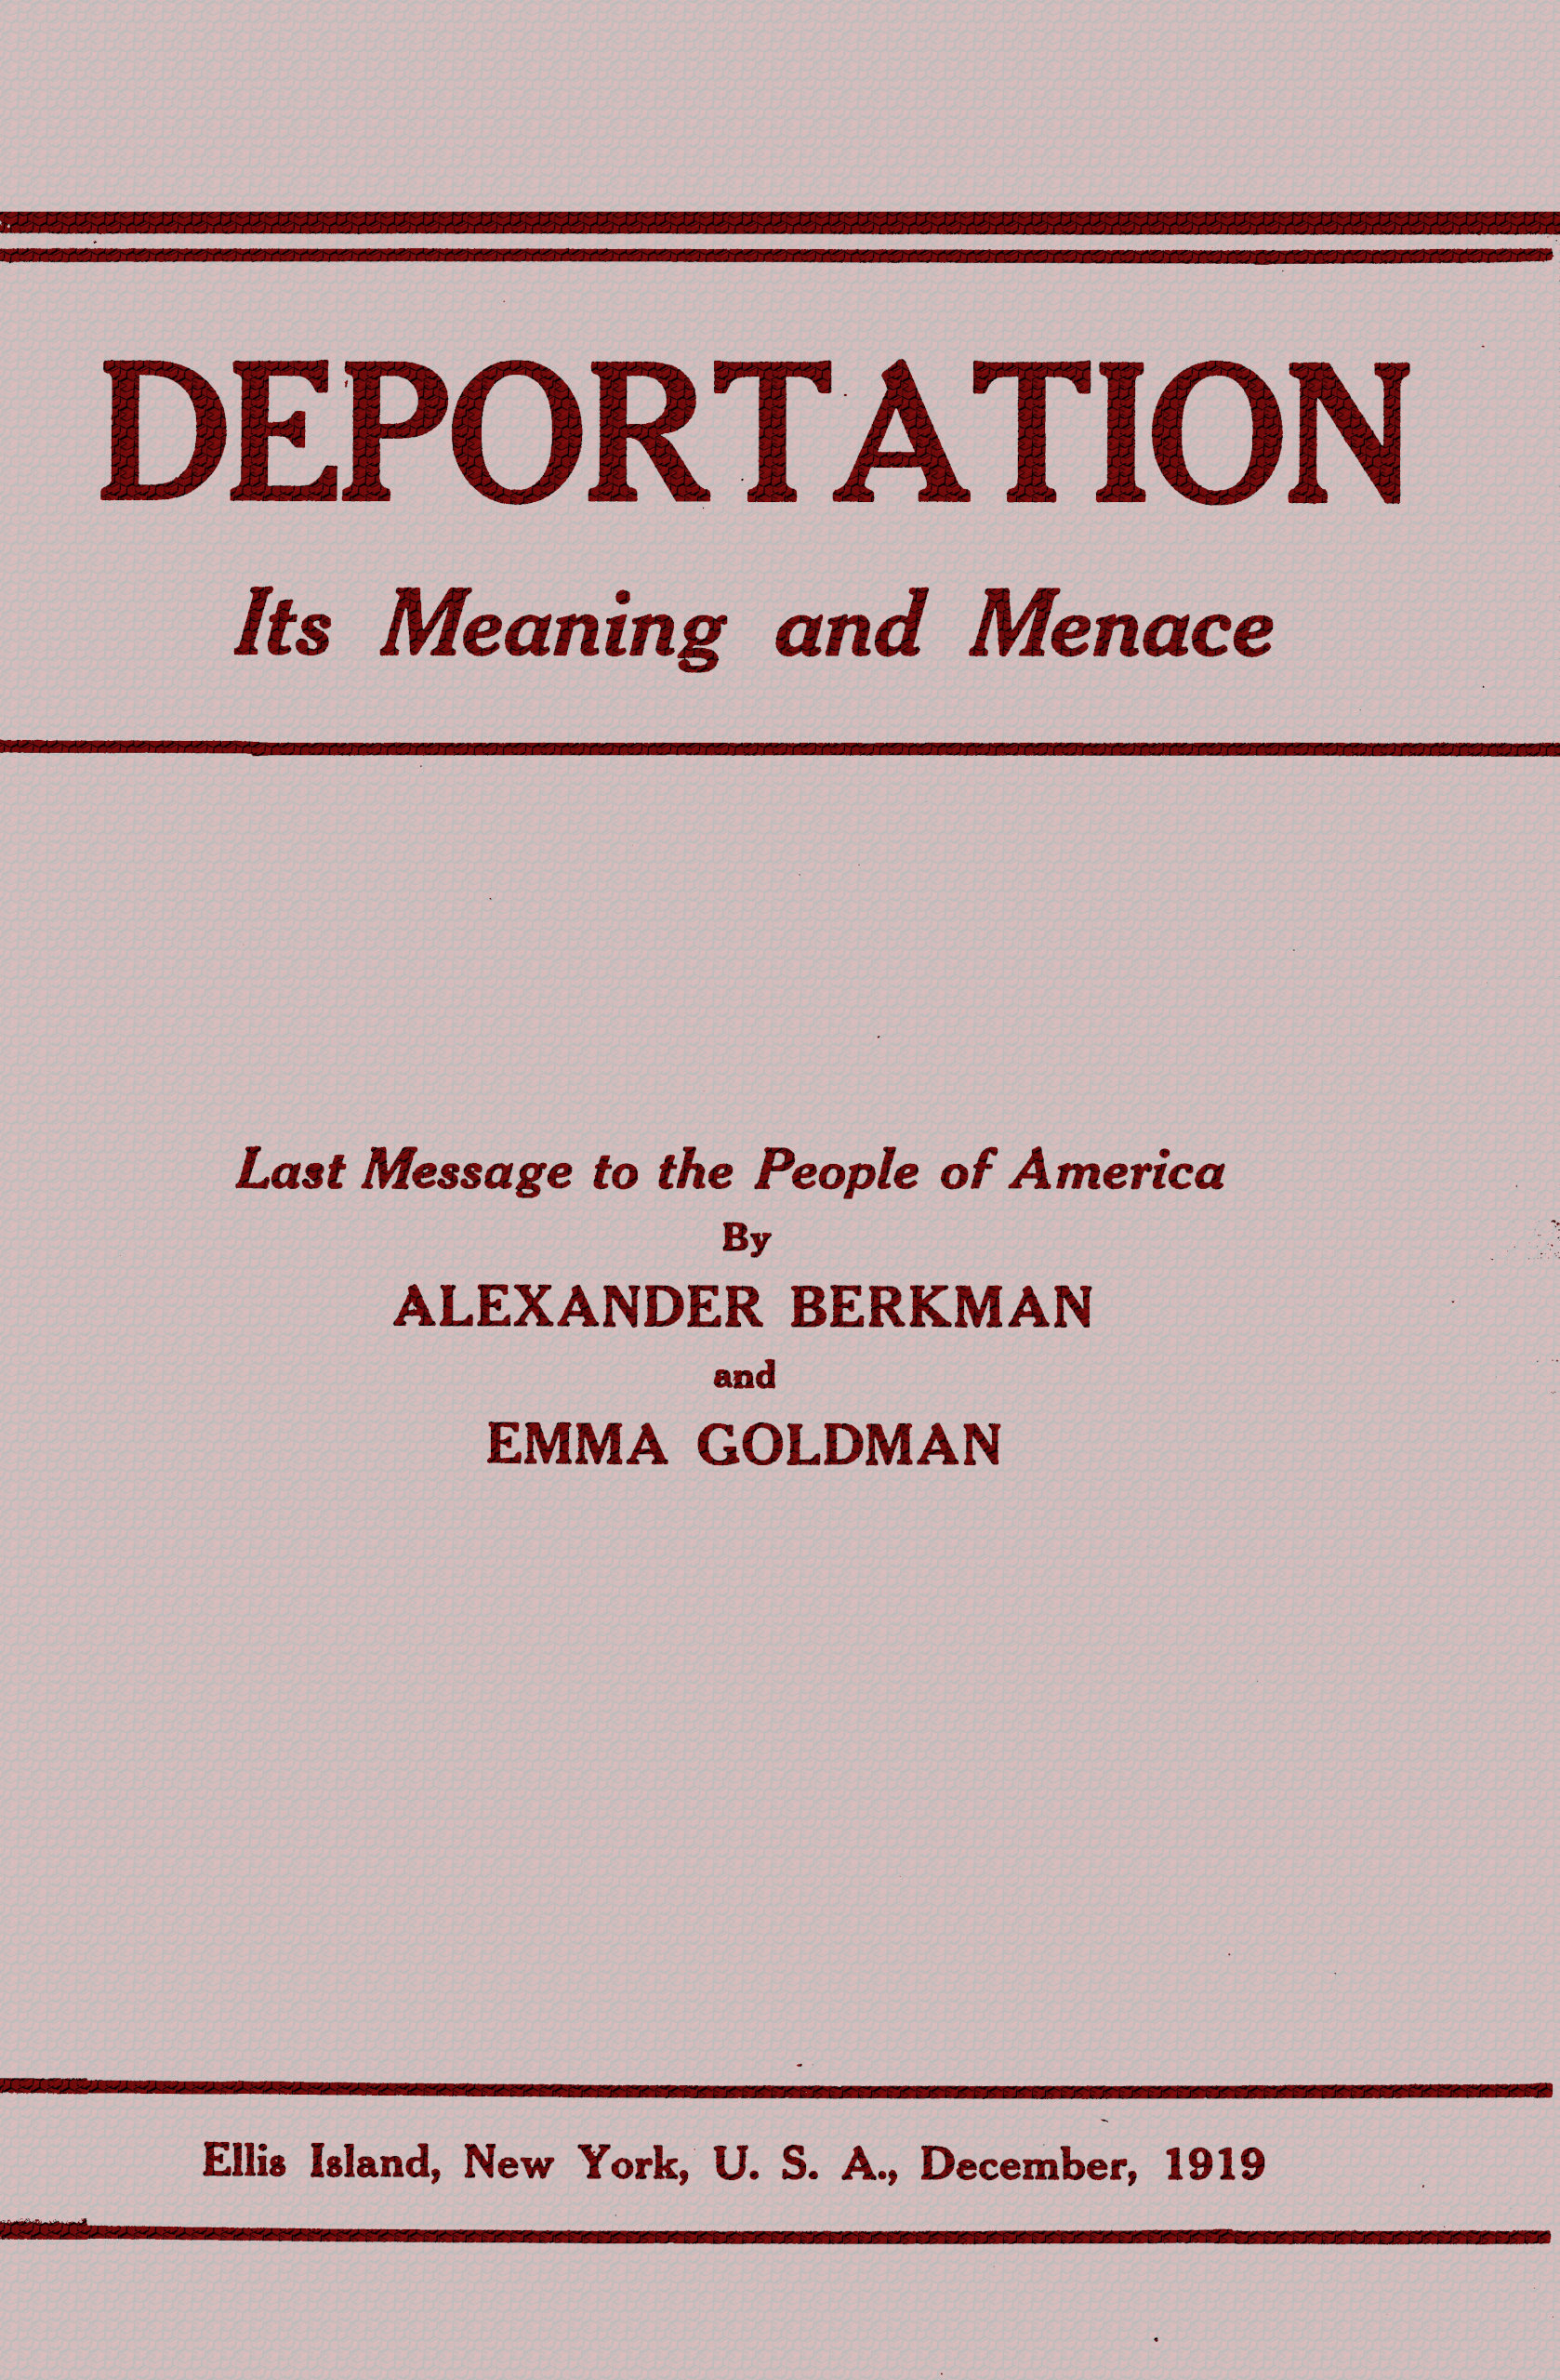 DEPORTATION
Its Meaning and Menace
Last Message to the People of America
By
ALEXANDER BERKMAN
and
EMMA GOLDMAN
Ellis Island, New York, U. S. A., December, 1919